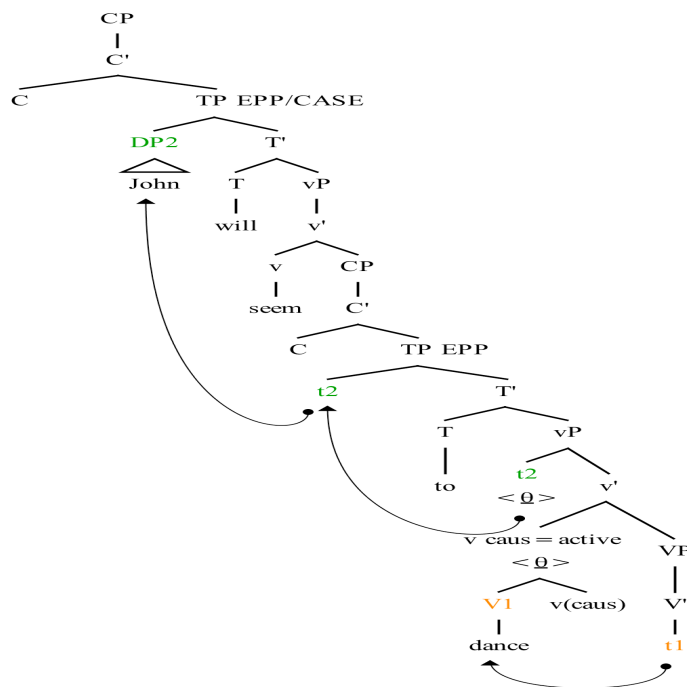 CP
C'
C TP EPP/CASE
DP2 T'
John T vP
will v'
v CP
seem C'
C TP EPP
t2 T'
T vP
to t2 v'
<θ>
v caus = active VP
<θ>
V1 v(caus) V'
dance t1